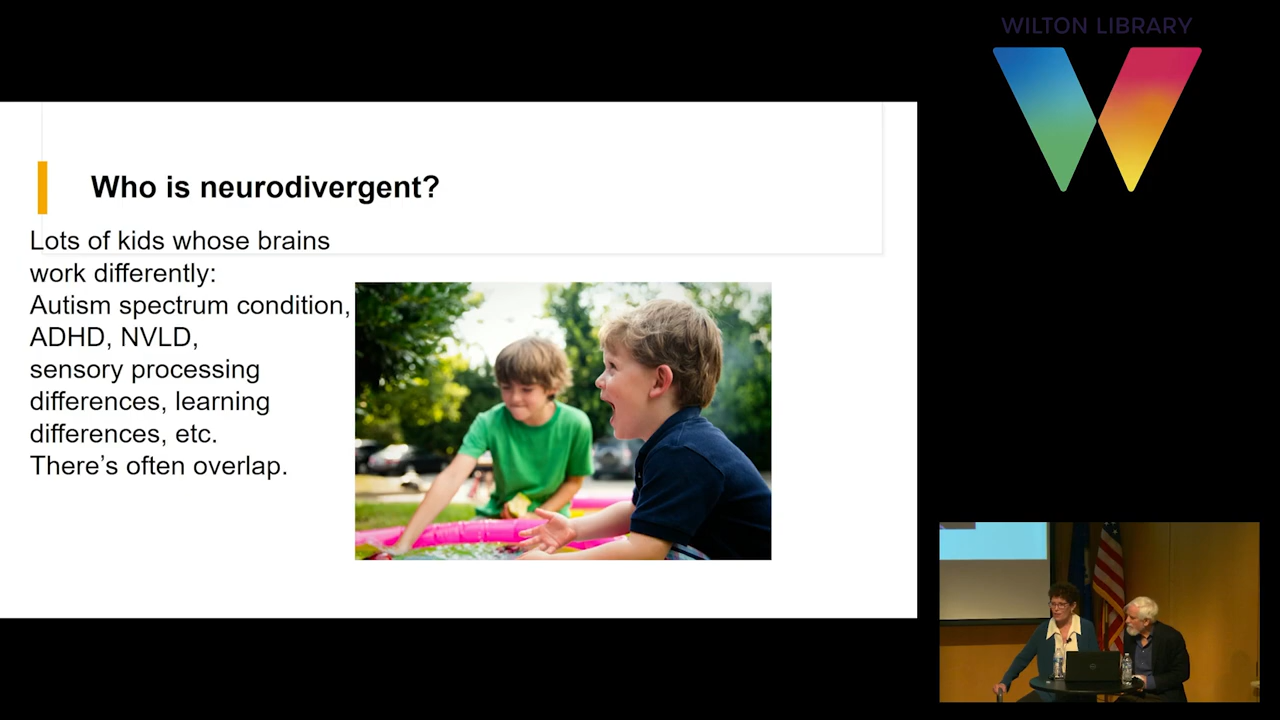 WILTON LIBRARY
Who is neurodivergent?
Lots of kids whose brains
work differently:
Autism spectrum condition,
ADHD, NVLD,
sensory processing
differences, learning
differences, etc.
There’s often overlap.